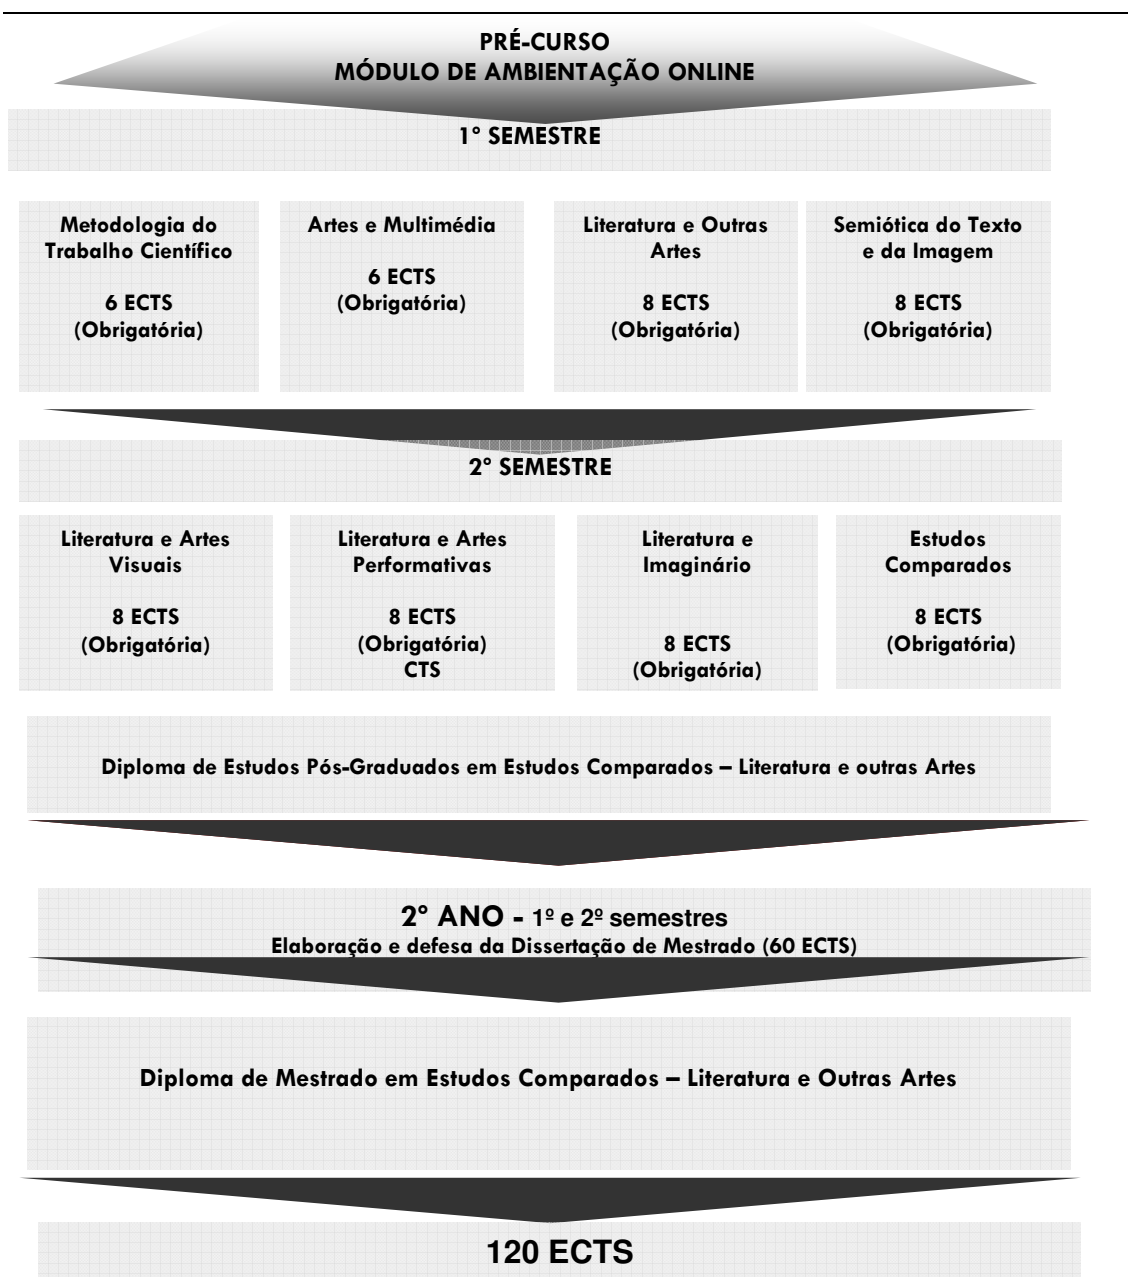 PRÉ-CURSO
MÓDULO DE AMBIENTAÇÃO ONLINE
1º SEMESTRE
Metodologia do
Trabalho Científico
6 ECTS
(Obrigatória)
Artes e Multimédia
6 ECTS
(Obrigatória)
Literatura e Outras
Artes
8 ECTS
(Obrigatória)
Semiótica do Texto
e da Imagem
8 ECTS
(Obrigatória)
2º SEMESTRE
Literatura e Artes
Visuais
8 ECTS
(Obrigatória)
Literatura e Artes
Performativas
8 ECTS
(Obrigatória)
CTS
Literatura e
Imaginário
8 ECTS
(Obrigatória)
Estudos
Comparados
8 ECTS
(Obrigatória)
Diploma de Estudos Pós-Graduados em Estudos Comparados – Literatura e outras Artes
2º ANO - 1º e 2º semestres
Elaboração e defesa da Dissertação de Mestrado (60 ECTS)
Diploma de Mestrado em Estudos Comparados – Literatura e Outras Artes
120 ECTS